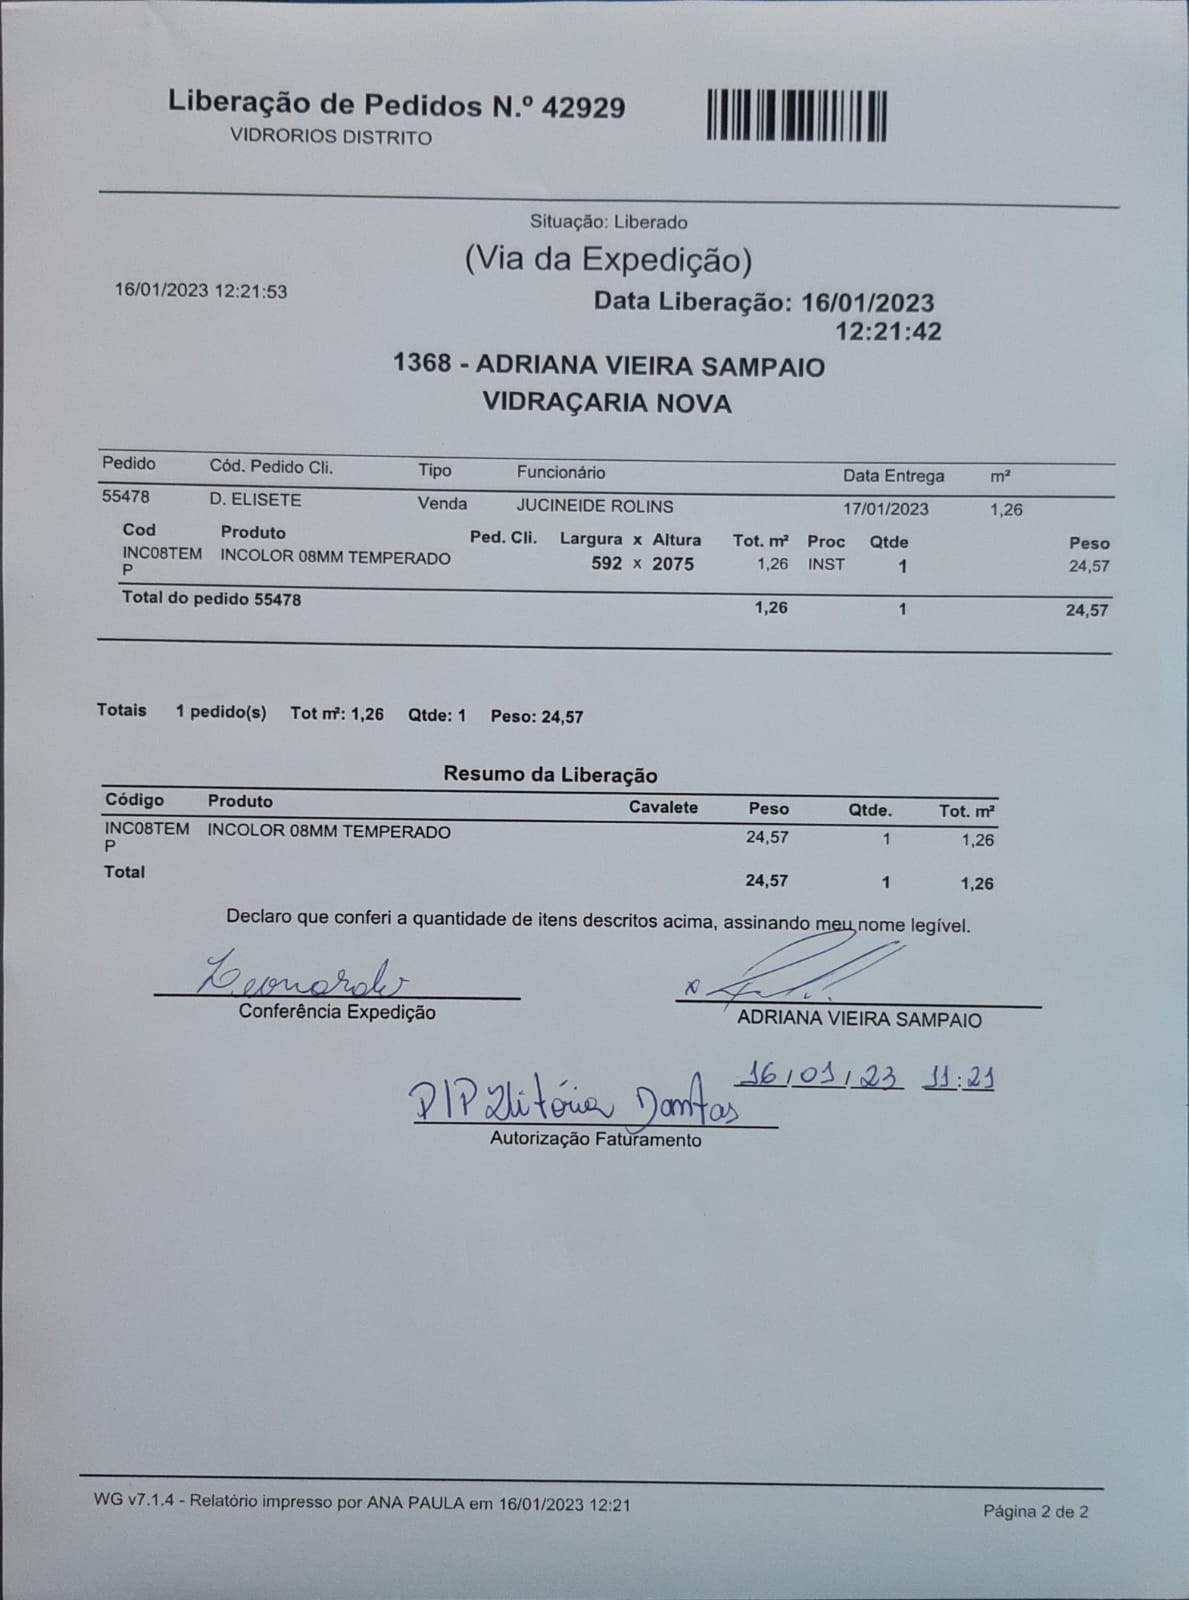 Liberação de Pedidos N.º 42929
VIDRORIOS DISTRITO
Situação: Liberado
(Via da Expedição)
16/01/2023 12:21:53
Data Liberação: 16/01/2023
12:21:42
1368 - ADRIANA VIEIRA SAMPAIO
VIDRAÇARIA NOVA
Pedido Cód. Pedido Cli. Tipo Funcionário Data Entrega m²
55478 D. ELISETE Venda JUCINEIDE ROLINS 17/01/2023 1,26
Cod Produto Ped. Cli. Largura x Altura Tot. m² Proc Qtde Peso
INC08TEM INCOLOR 08MM TEMPERADO 592 x 2075 1,26 INST 1 24,57
P
Total do pedido 55478 1,26 1 24,57
Totais 1 pedido(s) Tot m²: 1,26 Qtde: 1 Peso: 24,57
Resumo da Liberação
Código Produto Cavalete Peso Qtde. Tot. m²
INC08TEM INCOLOR 08MM TEMPERADO 24,57 1 1,26
P
Total 24,57 1 1,26
Declaro que conferi a quantidade de itens descritos acima, assinando meu nome legível.
Leonardo
Conferência Expedição
ADRIANA VIEIRA SAMPAIO
16/01/23 11:21
P/P Vitória Dantas
Autorização Faturamento
WG v7.1.4 - Relatório impresso por ANA PAULA em 16/01/2023 12:21
Página 2 de 2